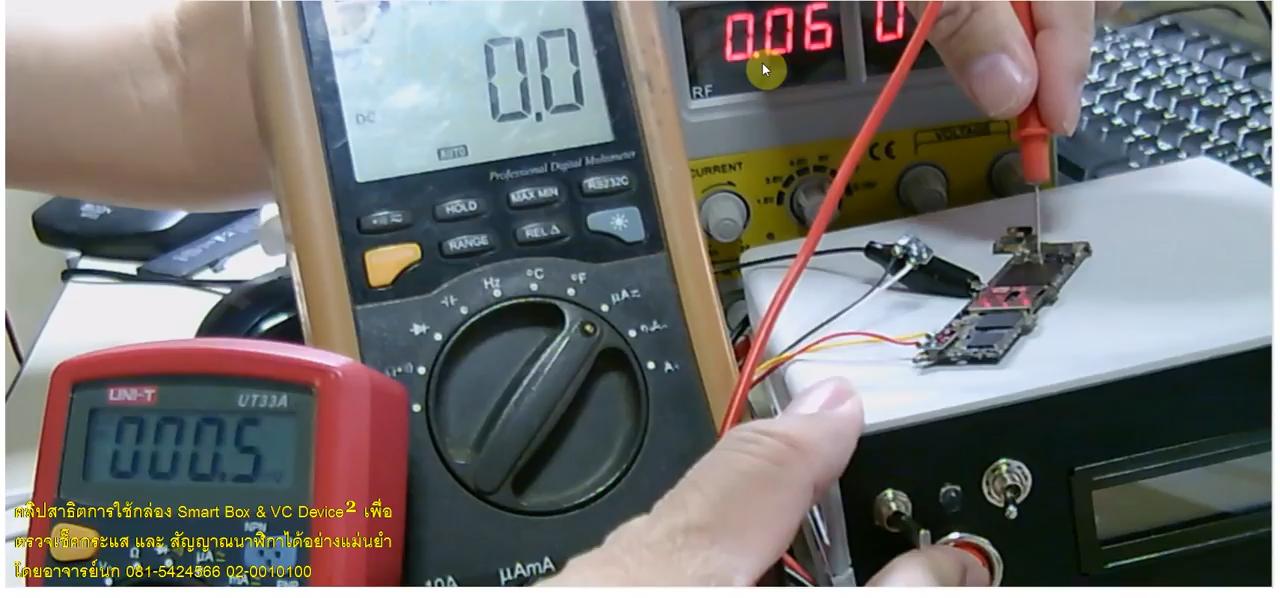 0.0
DC
AUTO
Professional Digital Multimeter
HOLD
MAX MIN
RS232C
RANGE
REL Δ
Hz
°C
°F
μA
A
10A
μAmA
0.06
0
RF
CURRENT
CE
VOLTAGE
UNI-T
UT33A
000.5
NPN
Ω
μA
คลิปสาธิตการใช้กล่อง Smart Box & VC Device² เพื่อ
ตรวจเช็คกระแส และ สัญญาณนาฬิกาได้อย่างแม่นยำ
โดยอาจารย์นก 081-5424566 02-0010100